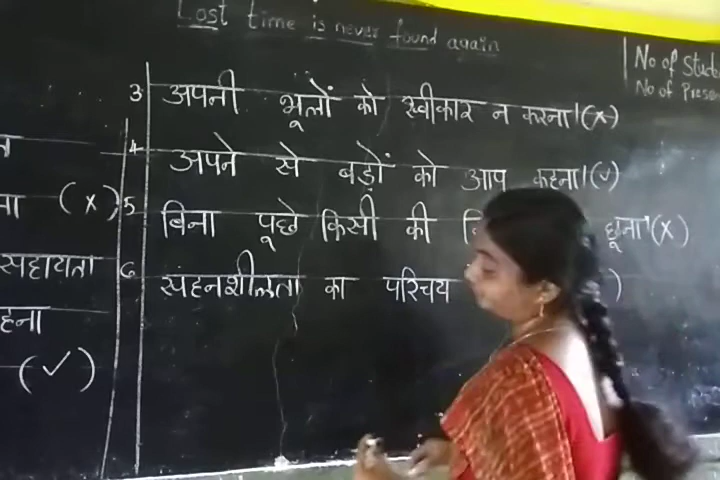 Lost time is never found again
No of Stude
No of Prese
(x)
सहायता
हना
(✓)
3 अपनी भूलों को स्वीकार न करना। (x)
4 अपने से बड़ों को आप कहना। (✓)
5 बिना पूछे किसी की छूना। (x)
6 सहनशीलता का परिचय )